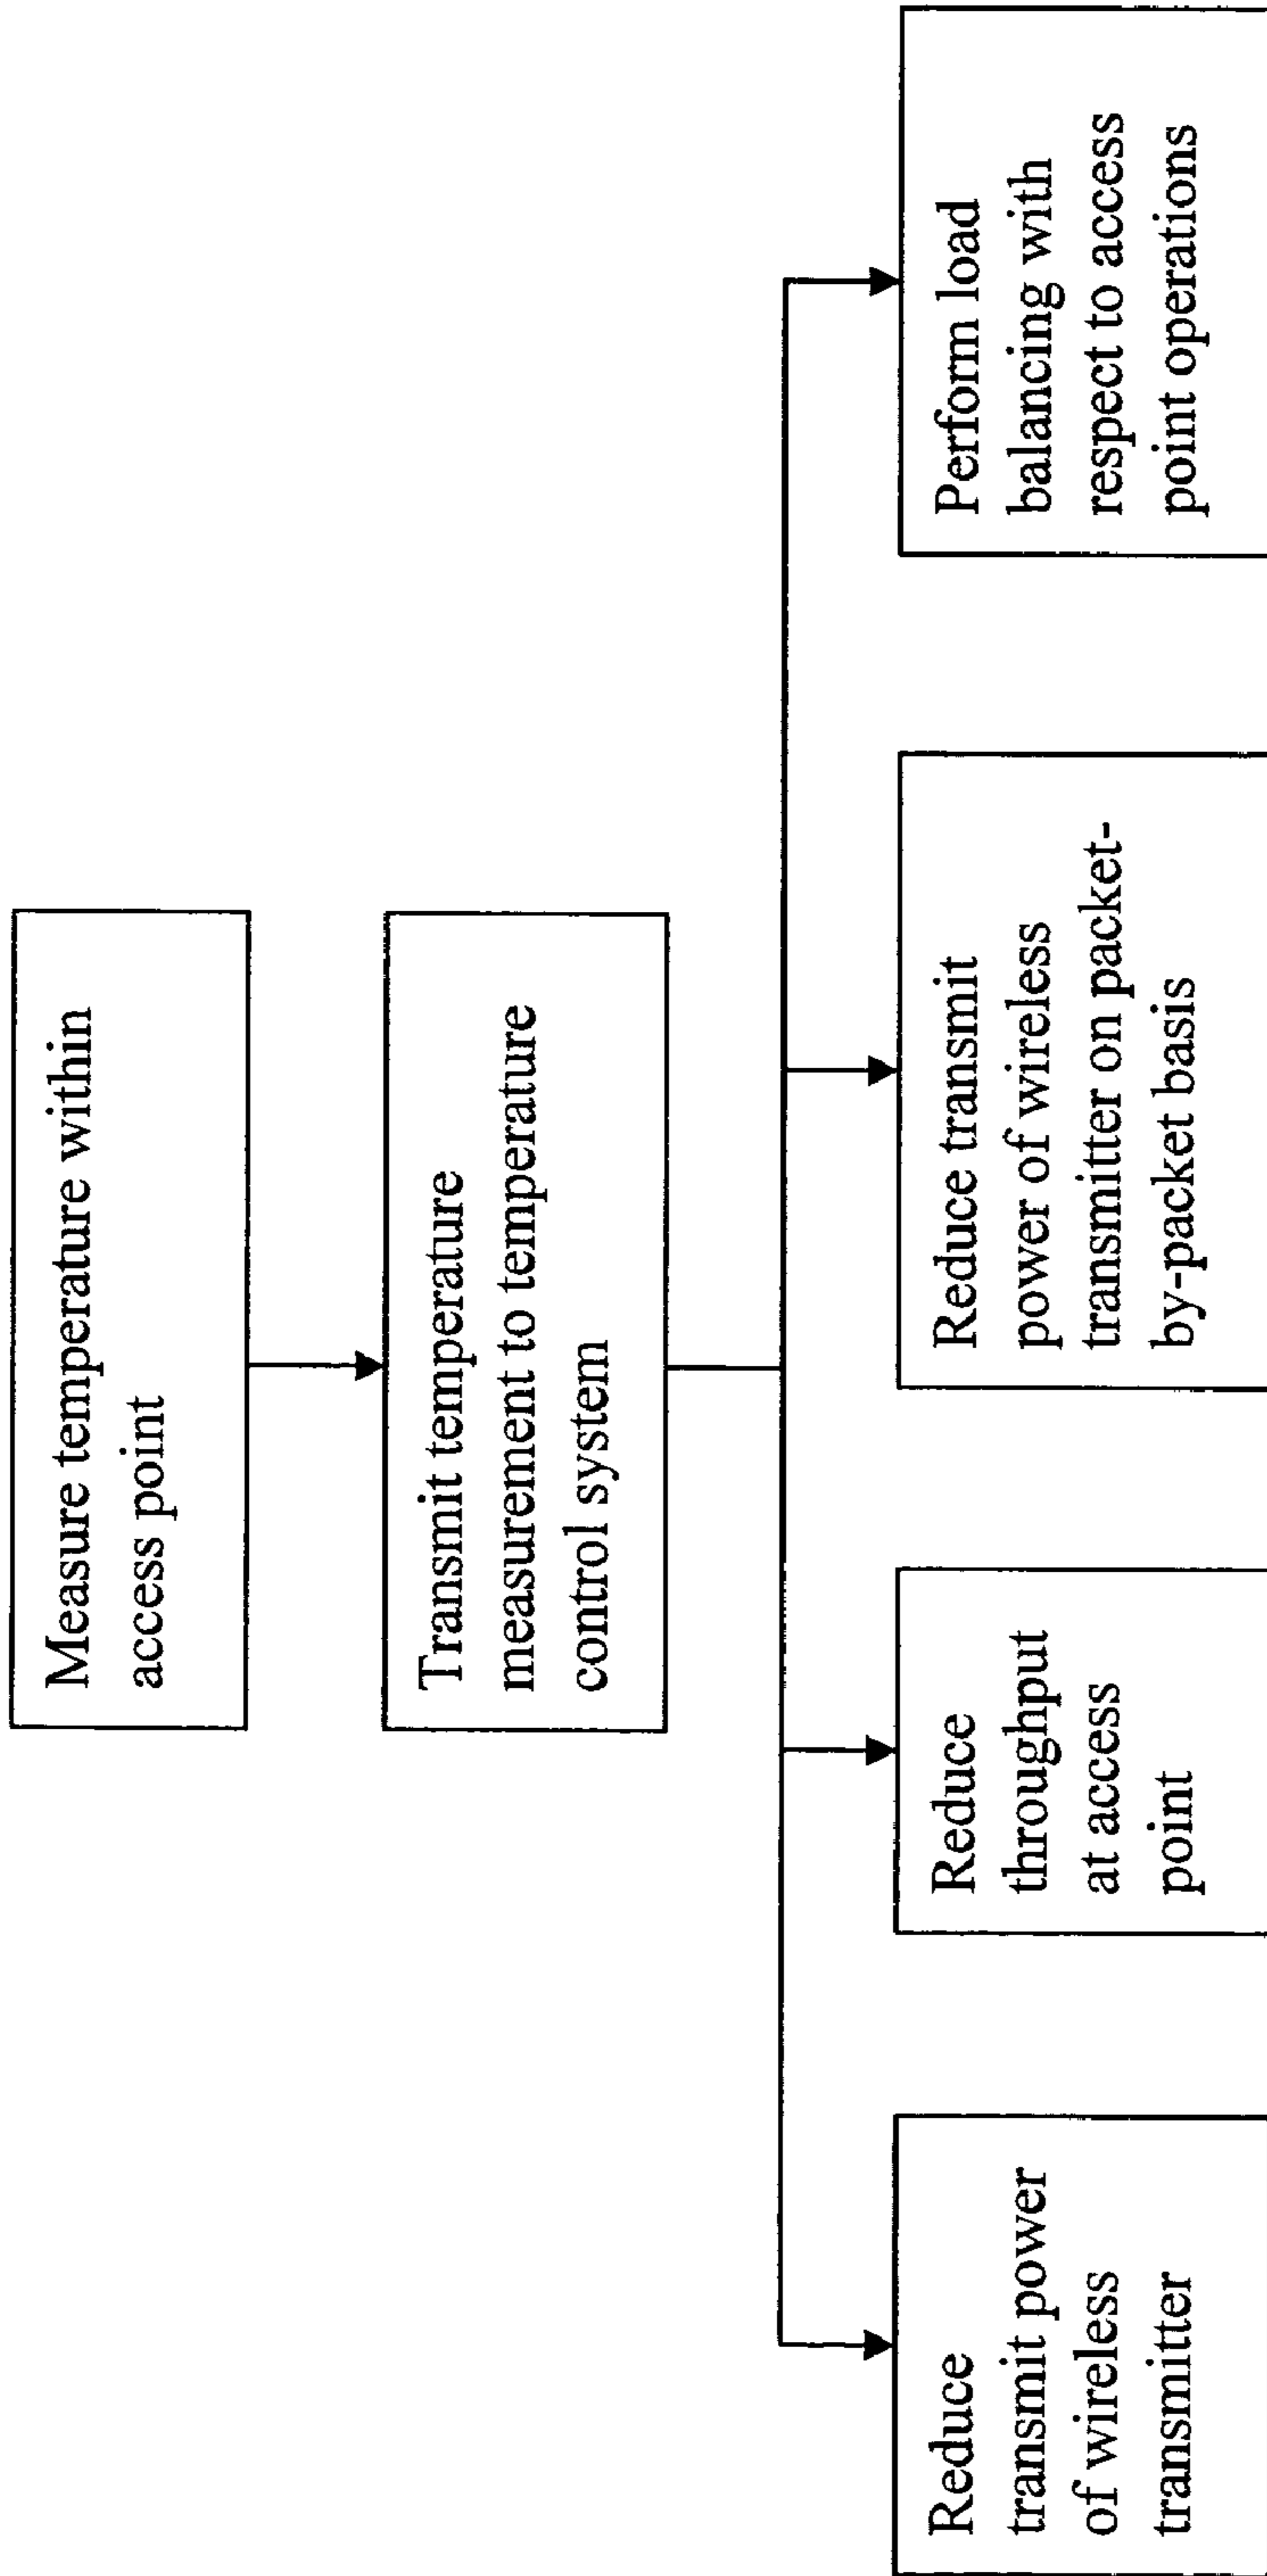 Measure temperature within
access point
Transmit temperature
measurement to temperature
control system
Reduce
transmit power
of wireless
transmitter
Reduce
throughput
at access
point
Reduce transmit
power of wireless
transmitter on packet-
by-packet basis
Perform load
balancing with
respect to access
point operations